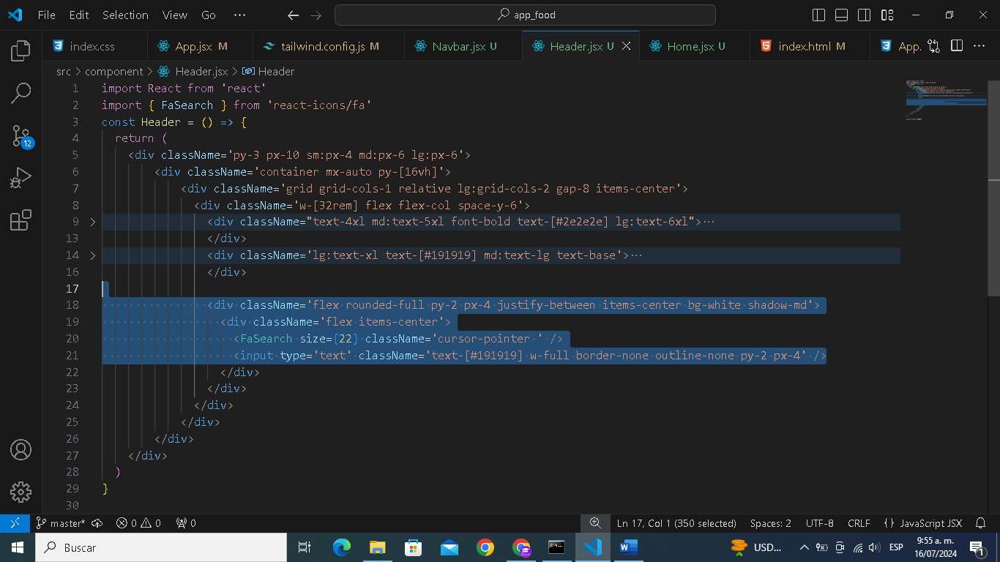 File Edit Selection View Go ··· app_food
index.css App.jsx M tailwind.config.js M Navbar.jsx U Header.jsx U Home.jsx U index.html M App.
src > component > Header.jsx > Header
1 import React from 'react'
2 import { FaSearch } from 'react-icons/fa'
3 const Header = () => {
4 return (
5 <div className='py-3 px-10 sm:px-4 md:px-6 lg:px-6'>
6 <div className='container mx-auto py-[16vh]'>
7 <div className='grid grid-cols-1 relative lg:grid-cols-2 gap-8 items-center'>
8 <div className='w-[32rem] flex flex-col space-y-6'>
9 <div className="text-4xl md:text-5xl font-bold text-[#2e2e2e] lg:text-6xl">···
13 </div>
14 <div className='lg:text-xl text-[#191919] md:text-lg text-base'>···
16 </div>
17
18 <div className='flex rounded-full py-2 px-4 justify-between items-center bg-white shadow-md'>
19 <div className='flex items-center'>
20 <FaSearch size={22} className='cursor-pointer ' />
21 <input type='text' className='text-[#191919] w-full border-none outline-none py-2 px-4' />
22 </div>
23 </div>
24 </div>
25 </div>
26 </div>
27 </div>
28 )
29 }
30
12
master* 0 0 0 Ln 17, Col 1 (350 selected) Spaces: 2 UTF-8 CRLF {} JavaScript JSX
Buscar USD... ESP 9:55 a. m.
16/07/2024 1